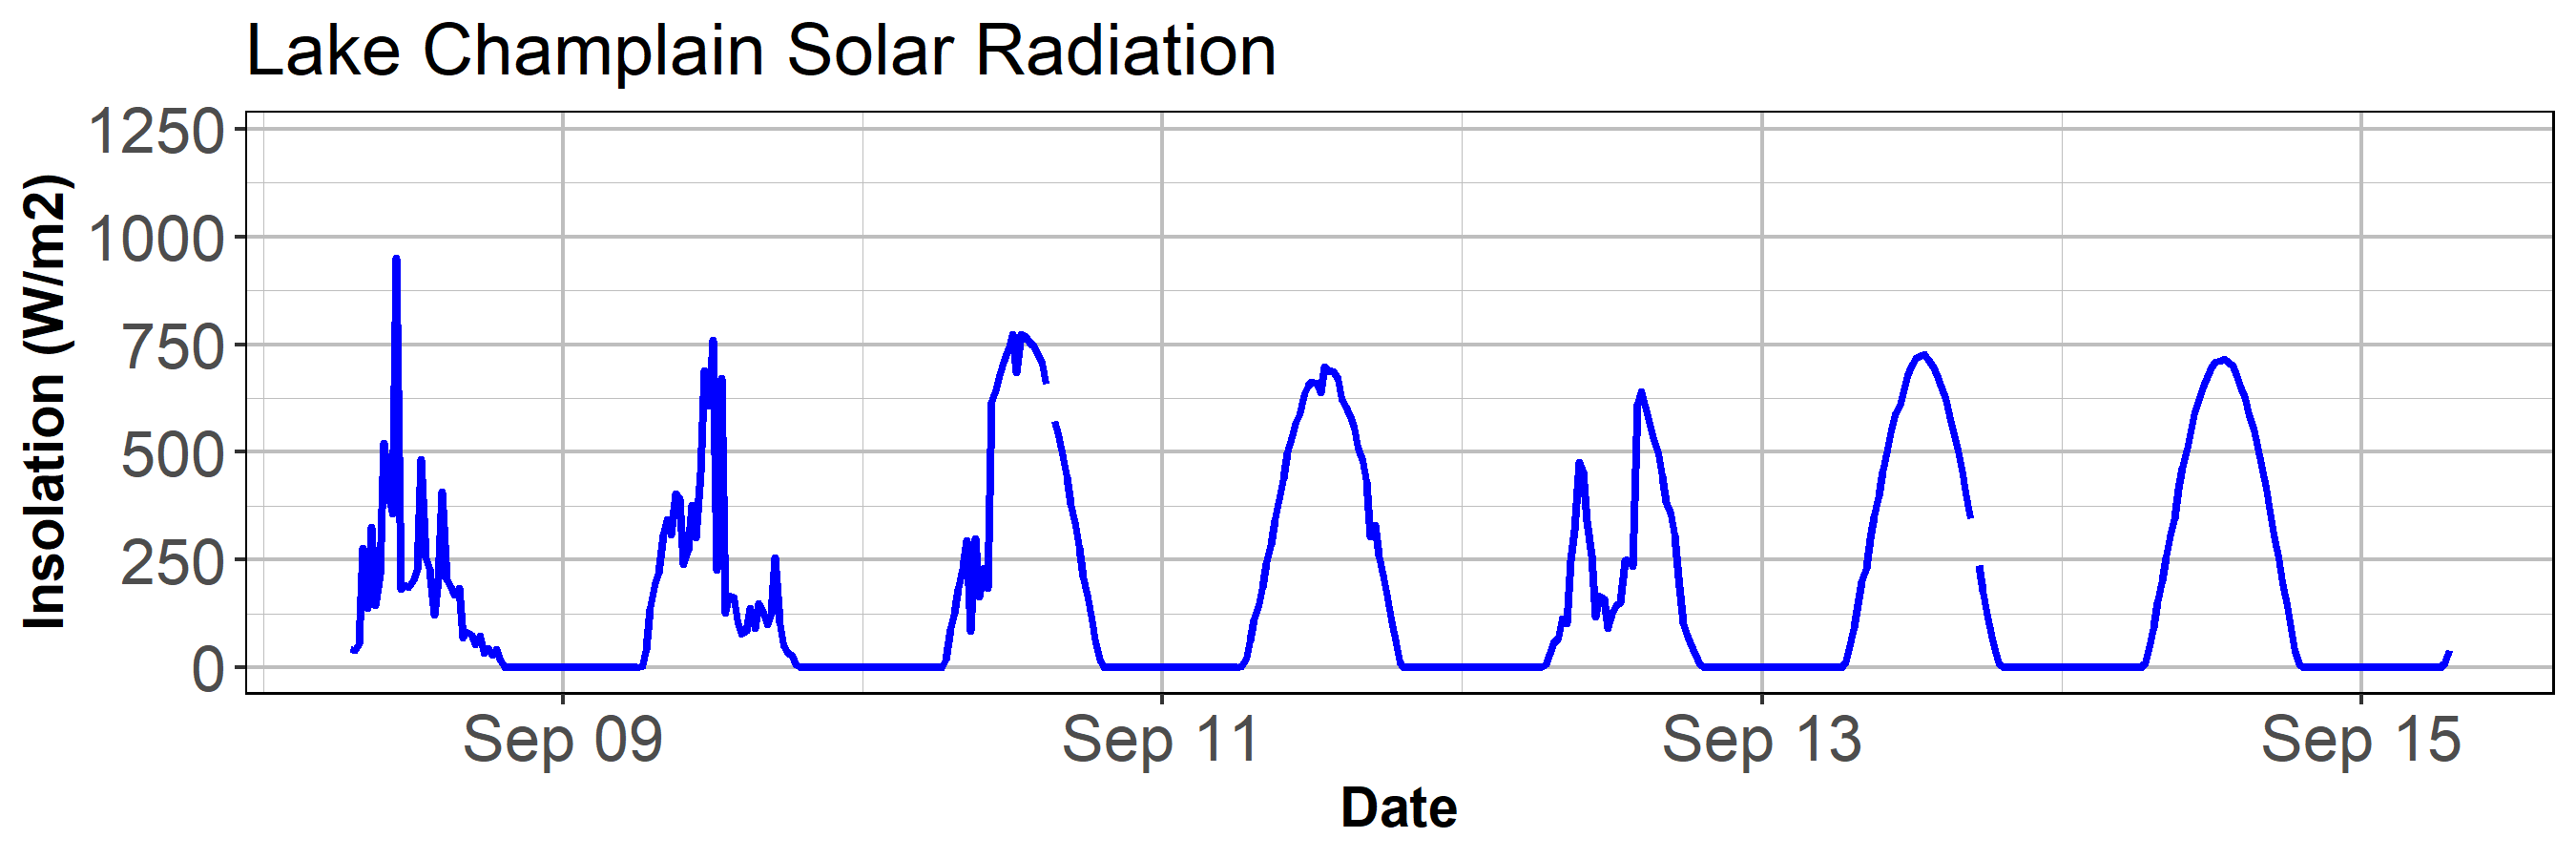 Lake Champlain Solar Radiation
1250
1000
750
500
250
0
Insolation (W/m2)
Sep 09 Sep 11 Sep 13 Sep 15
Date